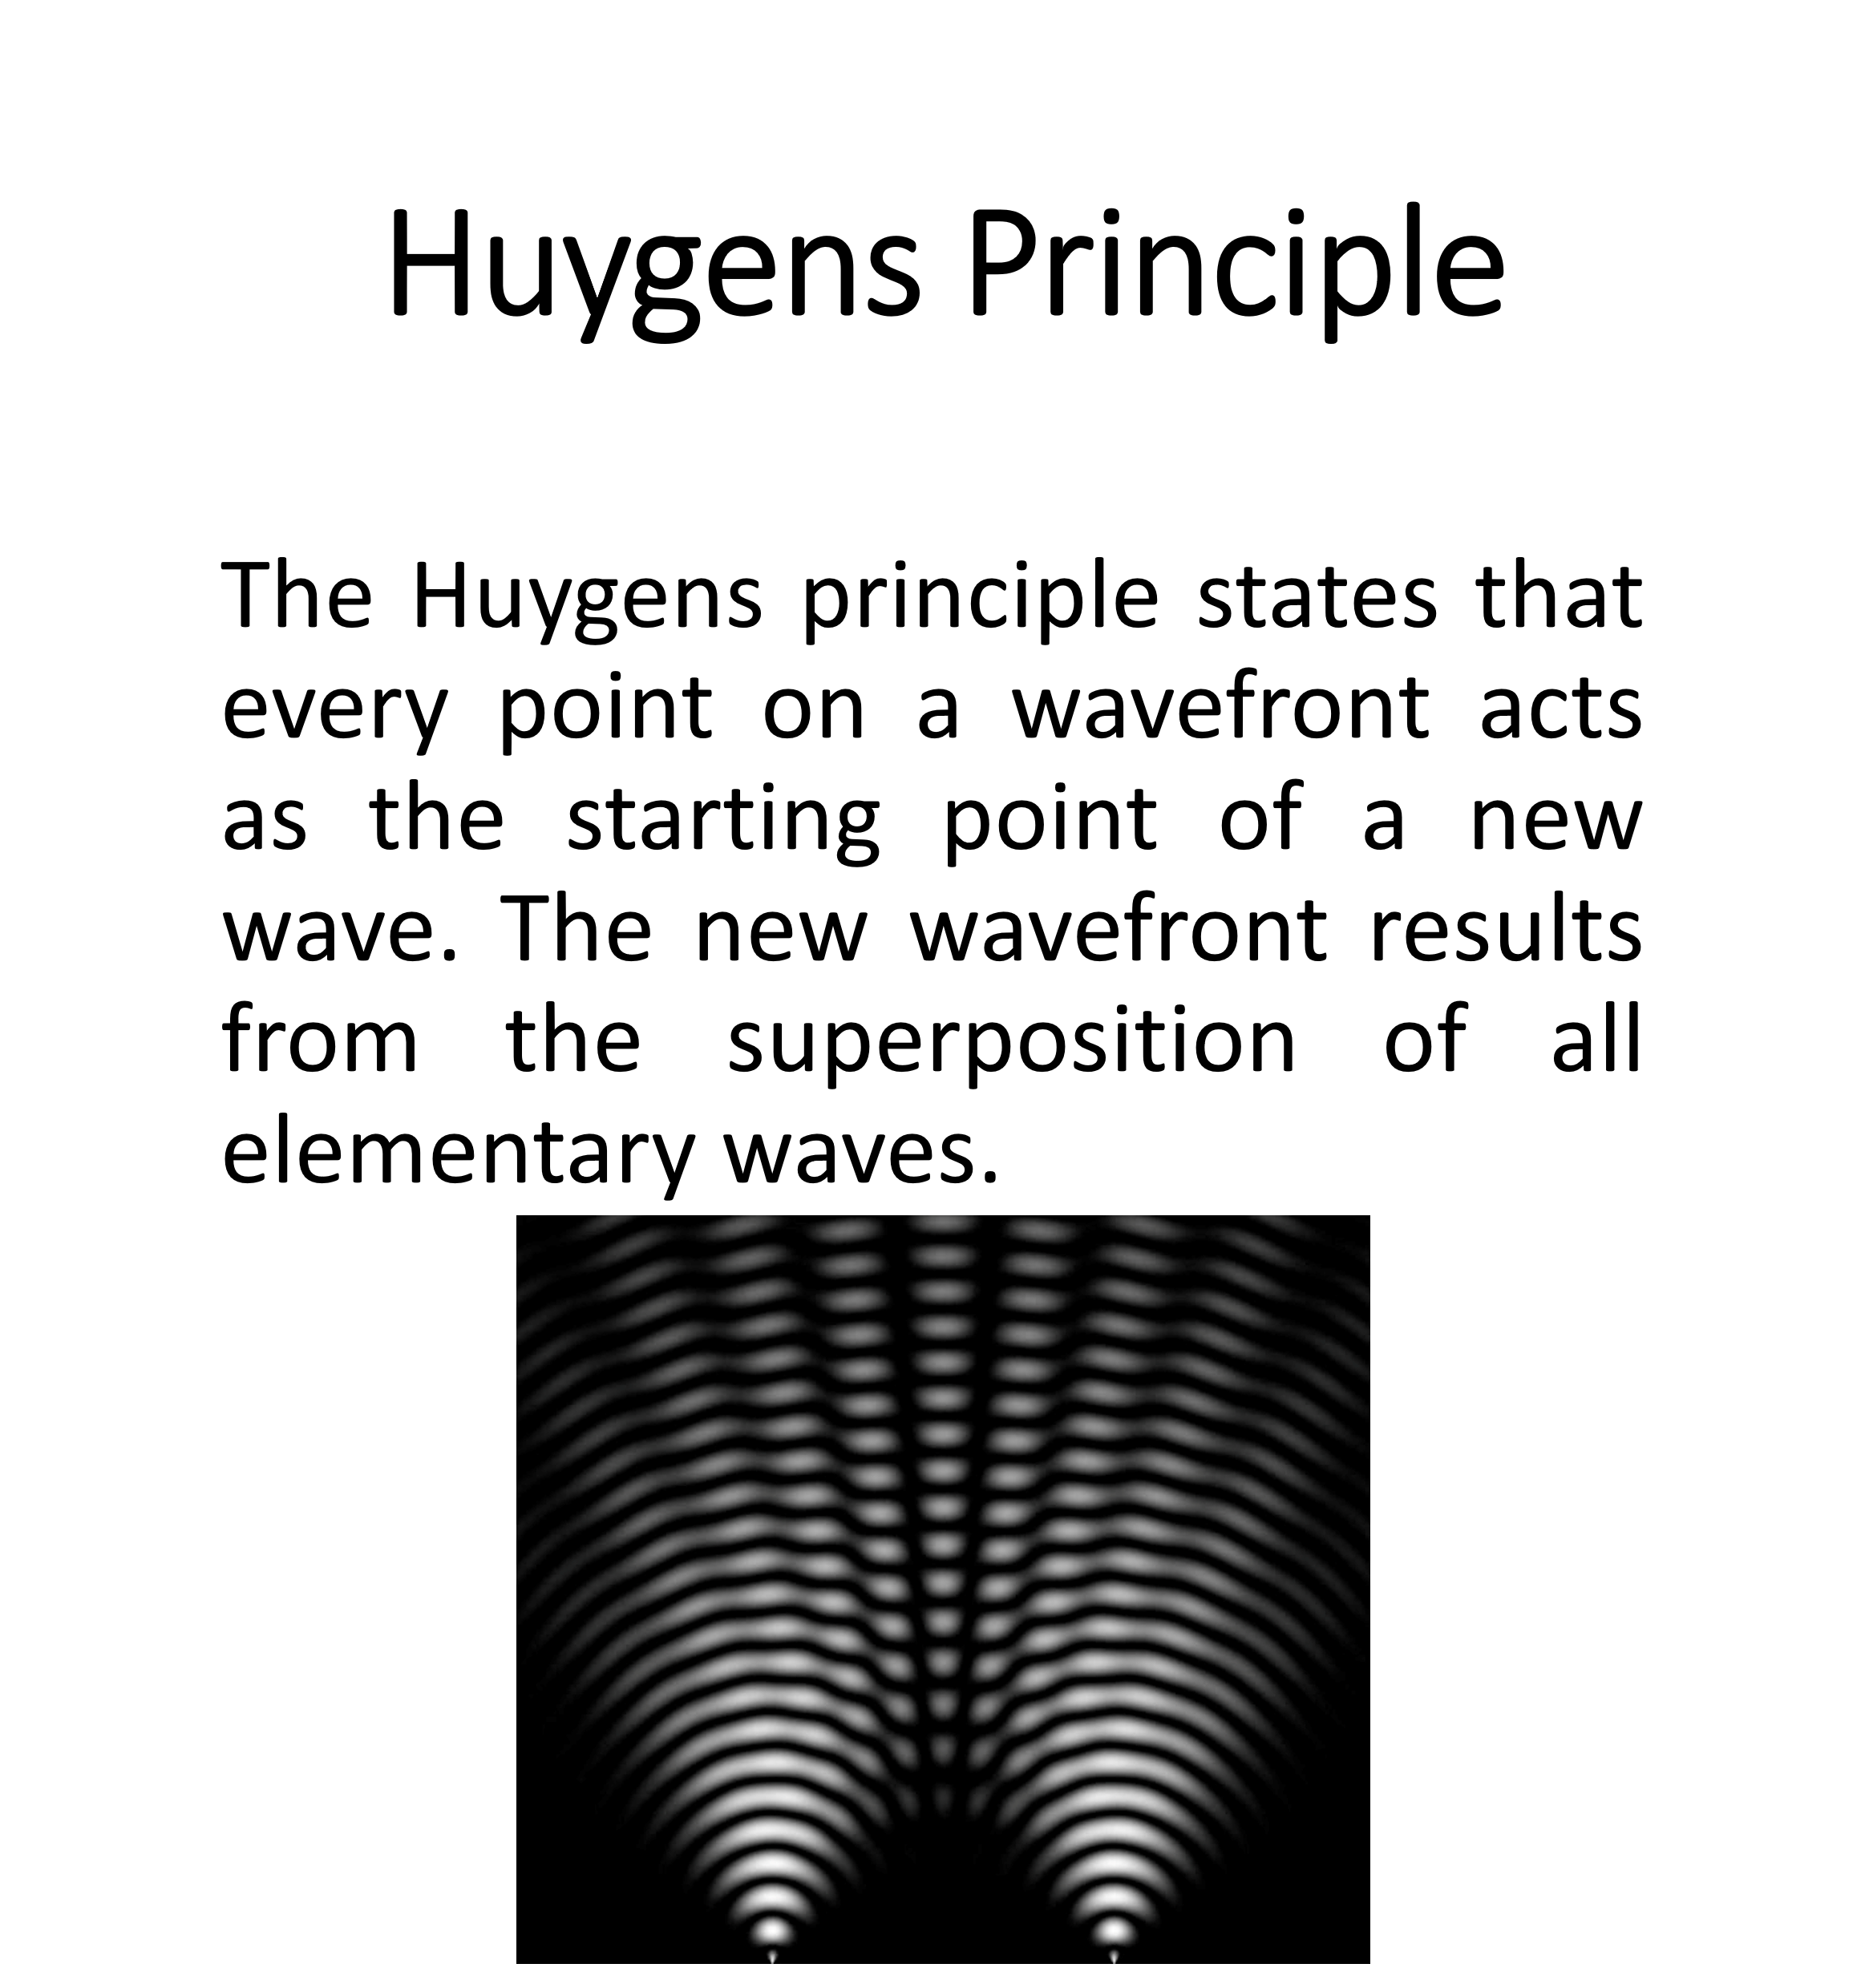 Huygens Principle
The Huygens principle states that
every point on a wavefront acts
as the starting point of a new
wave. The new wavefront results
from the superposition of all
elementary waves.